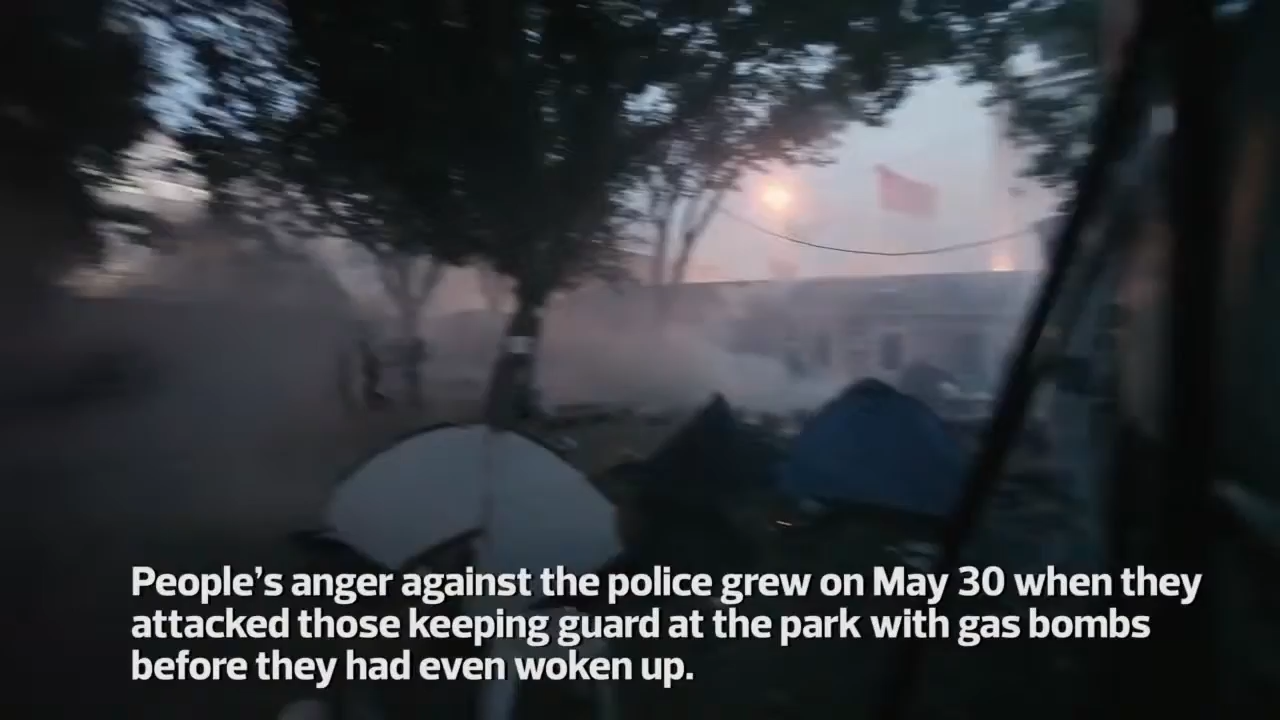 People’s anger against the police grew on May 30 when they
attacked those keeping guard at the park with gas bombs
before they had even woken up.